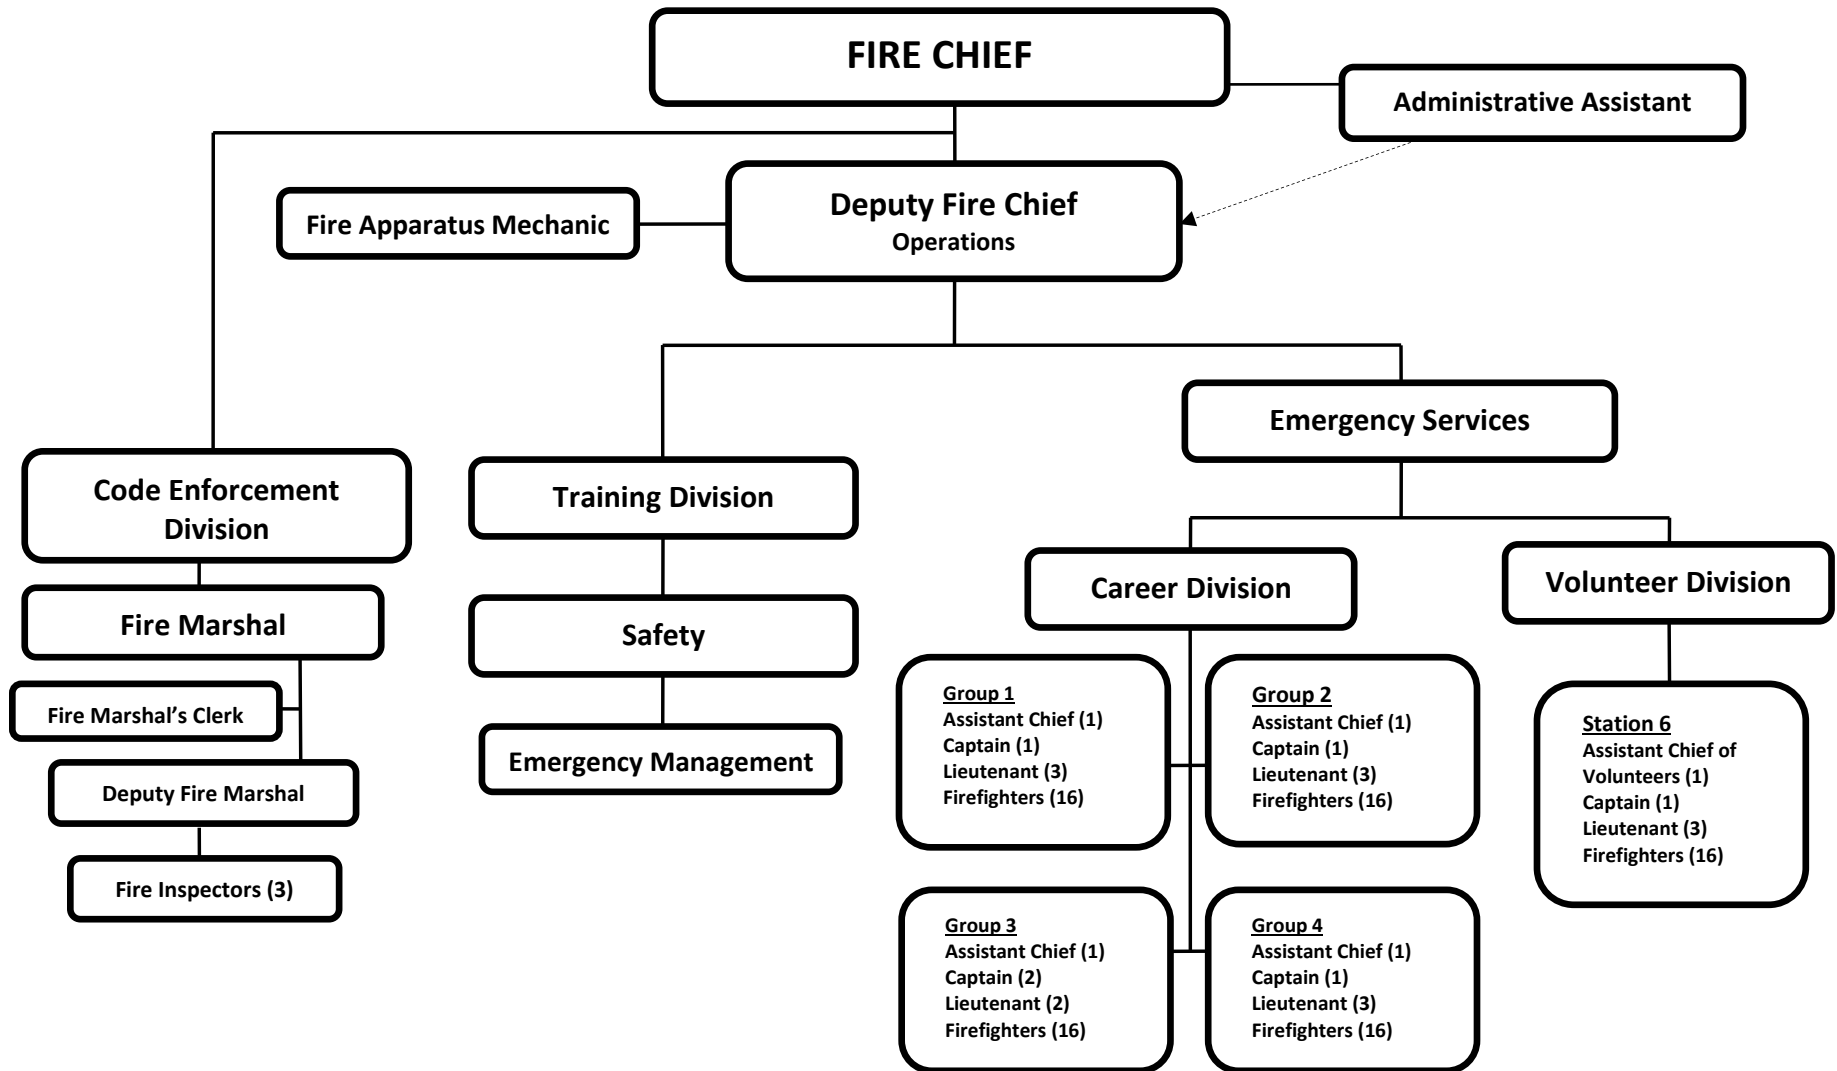 FIRE CHIEF
Administrative Assistant
Deputy Fire Chief
Operations
Fire Apparatus Mechanic
Emergency Services
Code Enforcement
Division
Training Division
Career Division
Volunteer Division
Fire Marshal
Safety
Fire Marshal’s Clerk
Emergency Management
Deputy Fire Marshal
Fire Inspectors (3)
Group 1
Assistant Chief (1)
Captain (1)
Lieutenant (3)
Firefighters (16)
Group 2
Assistant Chief (1)
Captain (1)
Lieutenant (3)
Firefighters (16)
Station 6
Assistant Chief of
Volunteers (1)
Captain (1)
Lieutenant (3)
Firefighters (16)
Group 3
Assistant Chief (1)
Captain (2)
Lieutenant (2)
Firefighters (16)
Group 4
Assistant Chief (1)
Captain (1)
Lieutenant (3)
Firefighters (16)